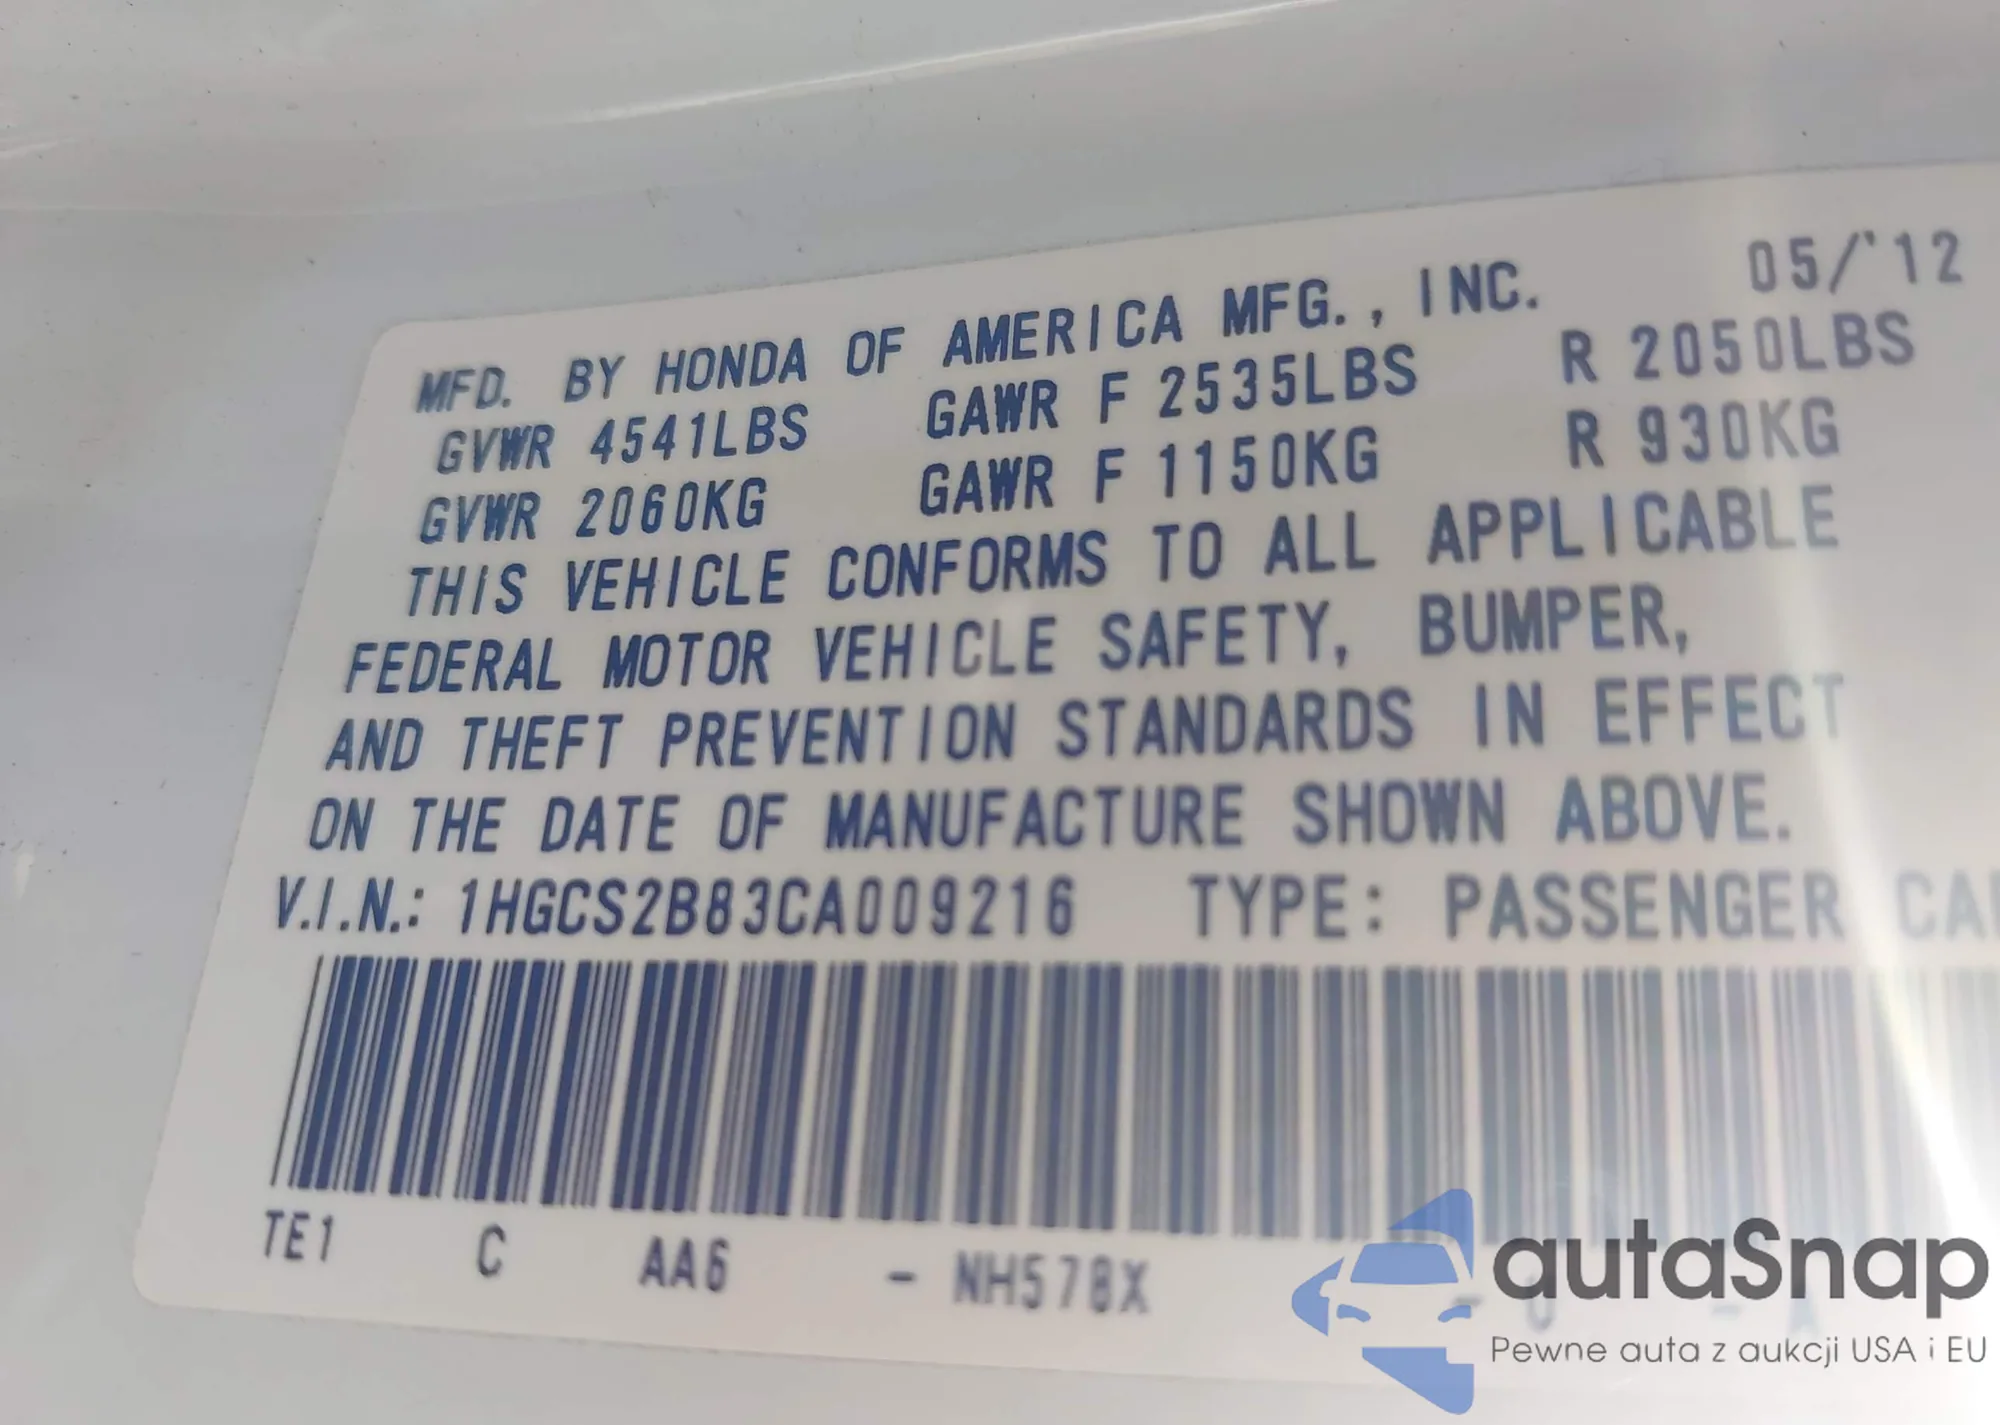 MFD. BY HONDA OF AMERICA MFG., INC. 05/'12
GVWR 4541LBS GAWR F 2535LBS R 2050LBS
GVWR 2060KG GAWR F 1150KG R 930KG
THIS VEHICLE CONFORMS TO ALL APPLICABLE
FEDERAL MOTOR VEHICLE SAFETY, BUMPER,
AND THEFT PREVENTION STANDARDS IN EFFECT
ON THE DATE OF MANUFACTURE SHOWN ABOVE.
V.I.N.: 1HGCS2B83CA009216 TYPE: PASSENGER
TE1 C AA6 - NH578X
autaSnap
Pewne auta z aukcji USA i EU